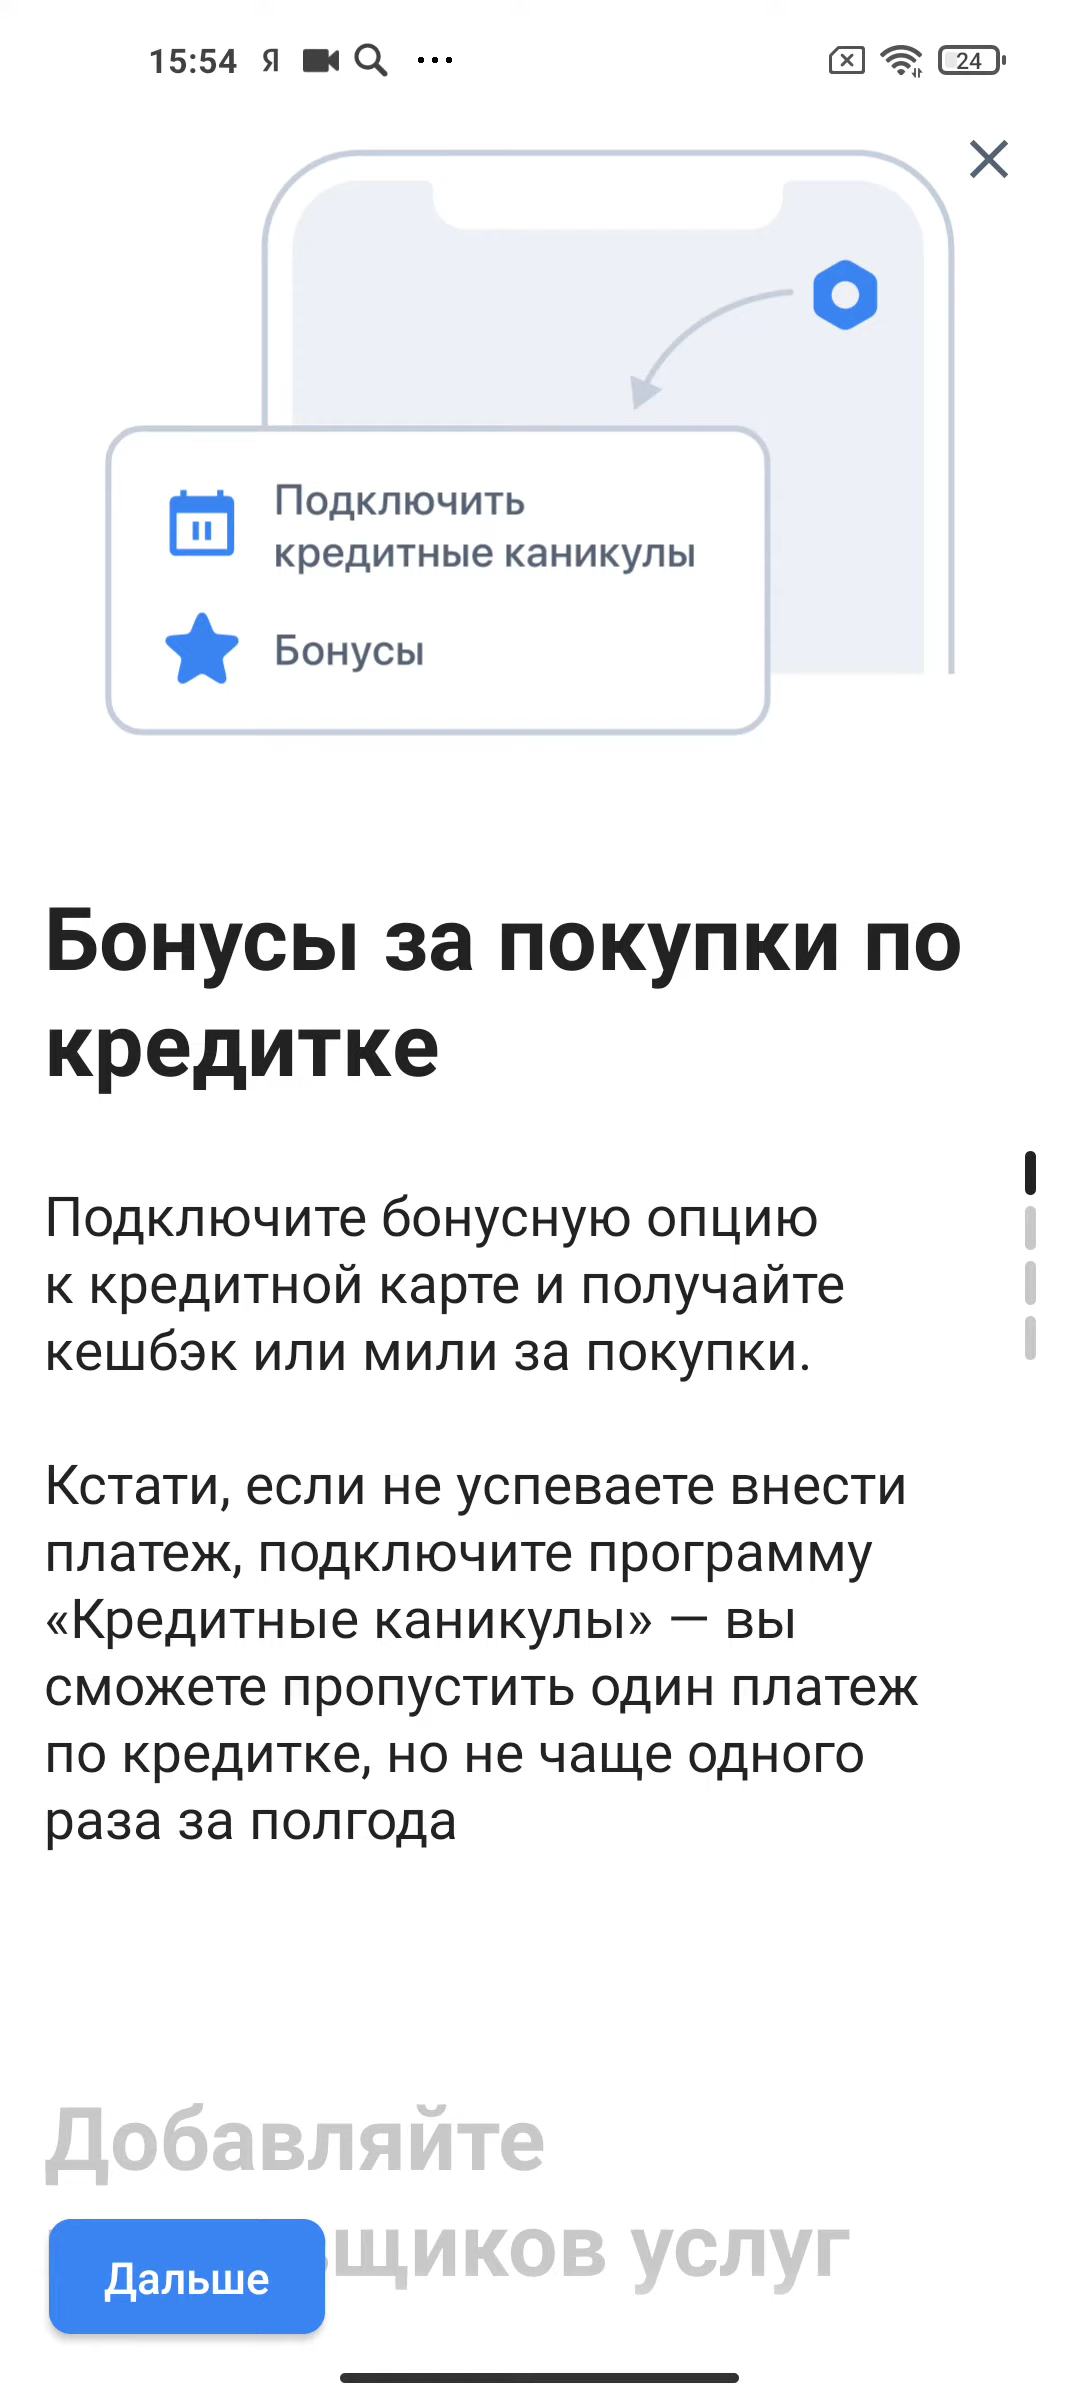 15:54 Я
24
Подключить
кредитные каникулы
Бонусы
Бонусы за покупки по
кредитке
Подключите бонусную опцию
к кредитной карте и получайте
кешбэк или мили за покупки.
Кстати, если не успеваете внести
платеж, подключите программу
«Кредитные каникулы» — вы
сможете пропустить один платеж
по кредитке, но не чаще одного
раза за полгода
Добавляйте
щиков услуг
Дальше